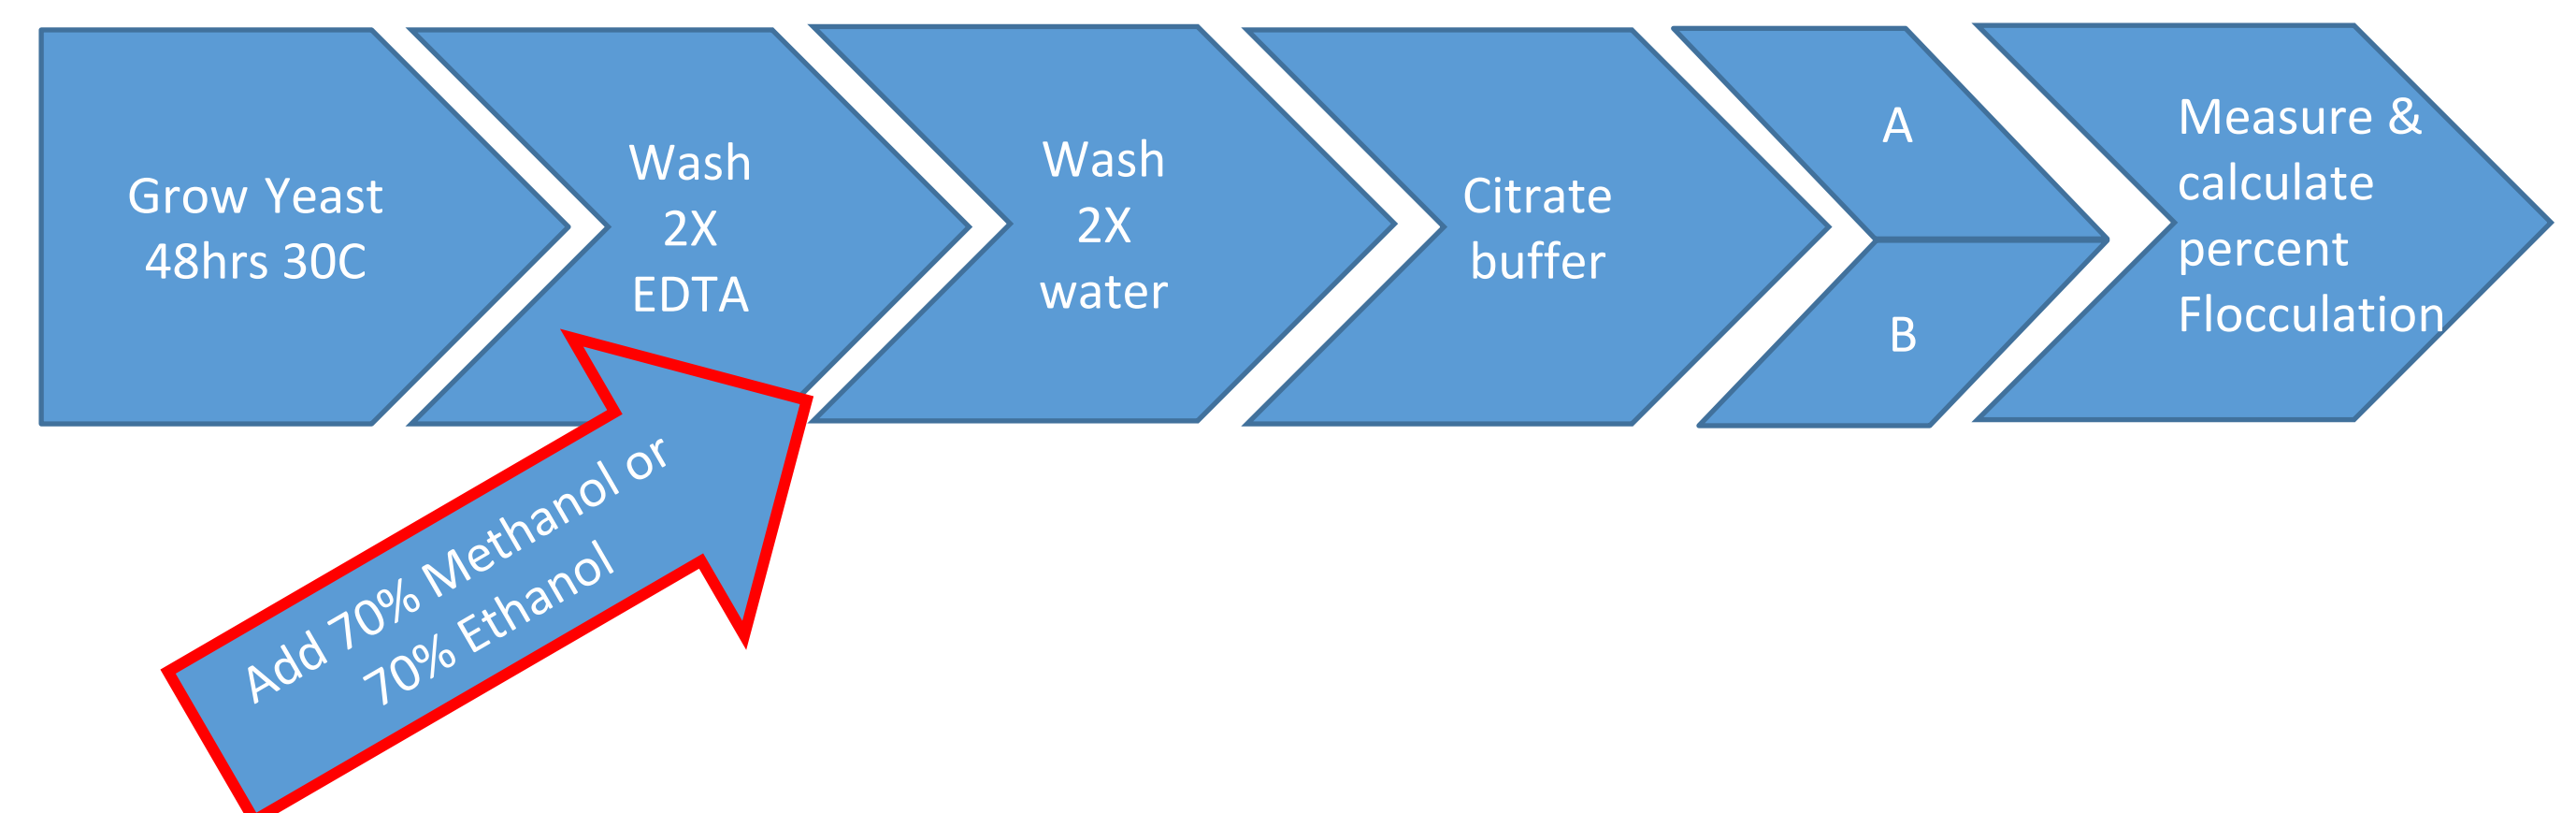 Grow Yeast
48hrs 30C
Wash
2X
EDTA
Wash
2X
water
Citrate
buffer
A
B
Measure &
calculate
percent
Flocculation
Add 70% Methanol or
70% Ethanol